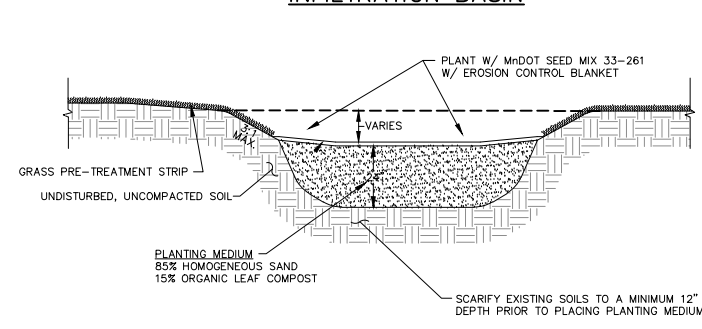 INFILTRATION BASIN
PLANT W/ MnDOT SEED MIX 33-261
W/ EROSION CONTROL BLANKET
VARIES
3:1
MAX.
GRASS PRE-TREATMENT STRIP
UNDISTURBED, UNCOMPACTED SOIL
PLANTING MEDIUM
85% HOMOGENEOUS SAND
15% ORGANIC LEAF COMPOST
SCARIFY EXISTING SOILS TO A MINIMUM 12"
DEPTH PRIOR TO PLACING PLANTING MEDIUM